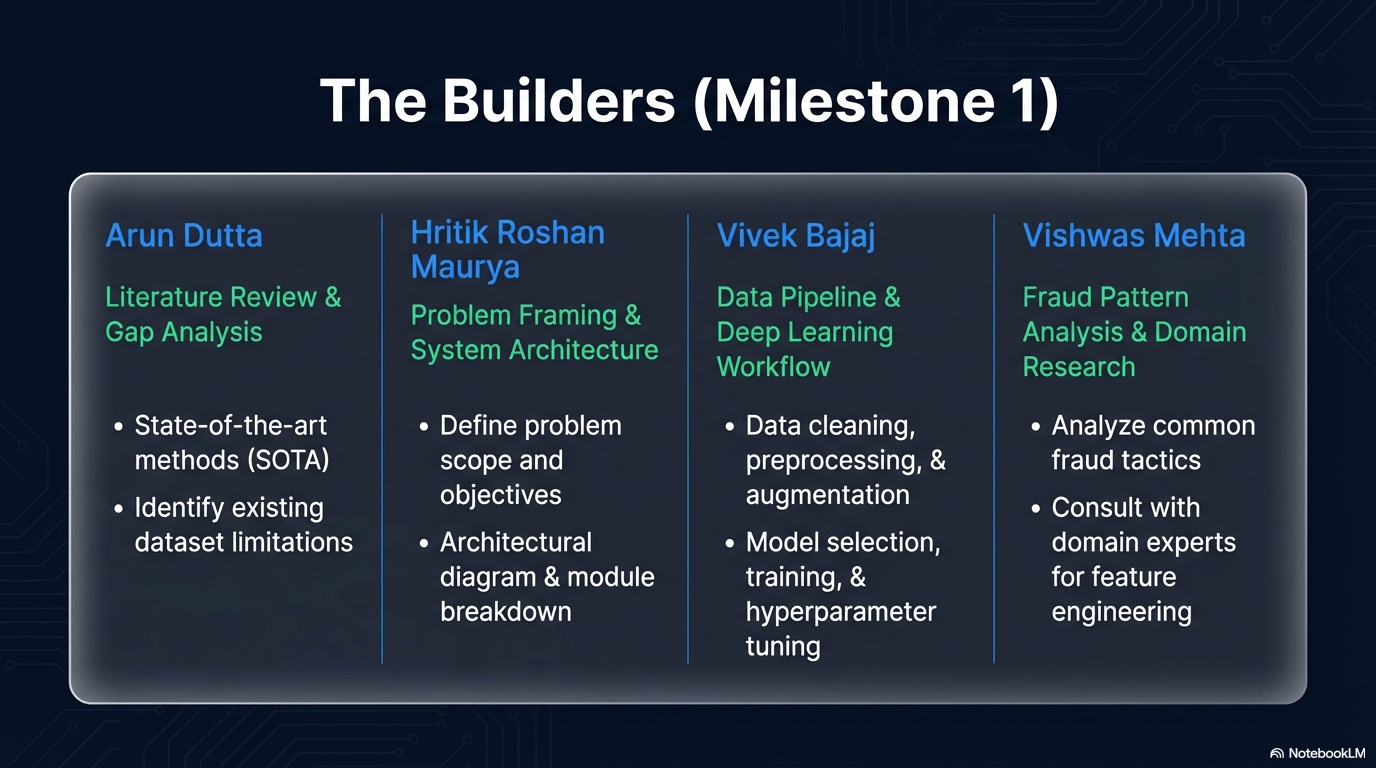 The Builders (Milestone 1)
Arun Dutta
Literature Review &
Gap Analysis
• State-of-the-art
methods (SOTA)
• Identify existing
dataset limitations
Hritik Roshan
Maurya
Problem Framing &
System Architecture
• Define problem
scope and
objectives
• Architectural
diagram & module
breakdown
Vivek Bajaj
Data Pipeline &
Deep Learning
Workflow
• Data cleaning,
preprocessing, &
augmentation
• Model selection,
training, &
hyperparameter
tuning
Vishwas Mehta
Fraud Pattern
Analysis & Domain
Research
• Analyze common
fraud tactics
• Consult with
domain experts
for feature
engineering
NotebookLM